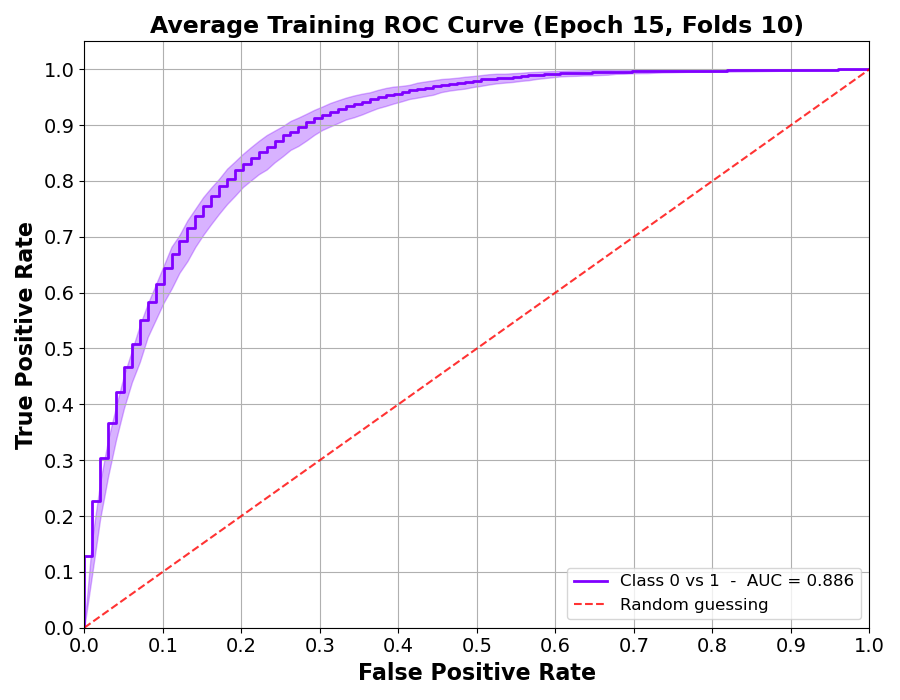 Average Training ROC Curve (Epoch 15, Folds 10)
True Positive Rate
1.0
0.9
0.8
0.7
0.6
0.5
0.4
0.3
0.2
0.1
0.0
Class 0 vs 1 - AUC = 0.886
Random guessing
0.0 0.1 0.2 0.3 0.4 0.5 0.6 0.7 0.8 0.9 1.0
False Positive Rate